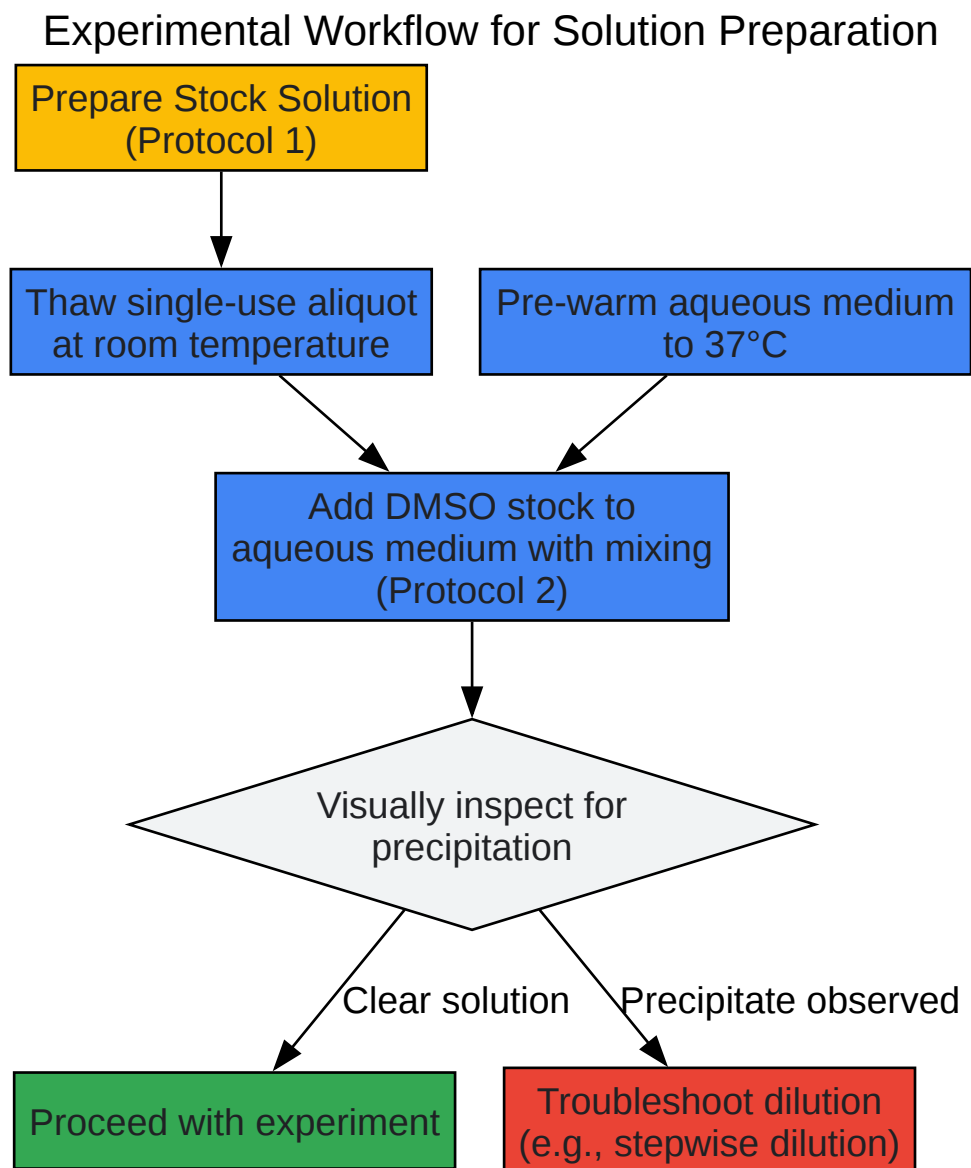 Experimental Workflow for Solution Preparation
Prepare Stock Solution
(Protocol 1)
Thaw single-use aliquot
at room temperature
Pre-warm aqueous medium
to 37°C
Add DMSO stock to
aqueous medium with mixing
(Protocol 2)
Visually inspect for
precipitation
Clear solution
Precipitate observed
Proceed with experiment
Troubleshoot dilution
(e.g., stepwise dilution)